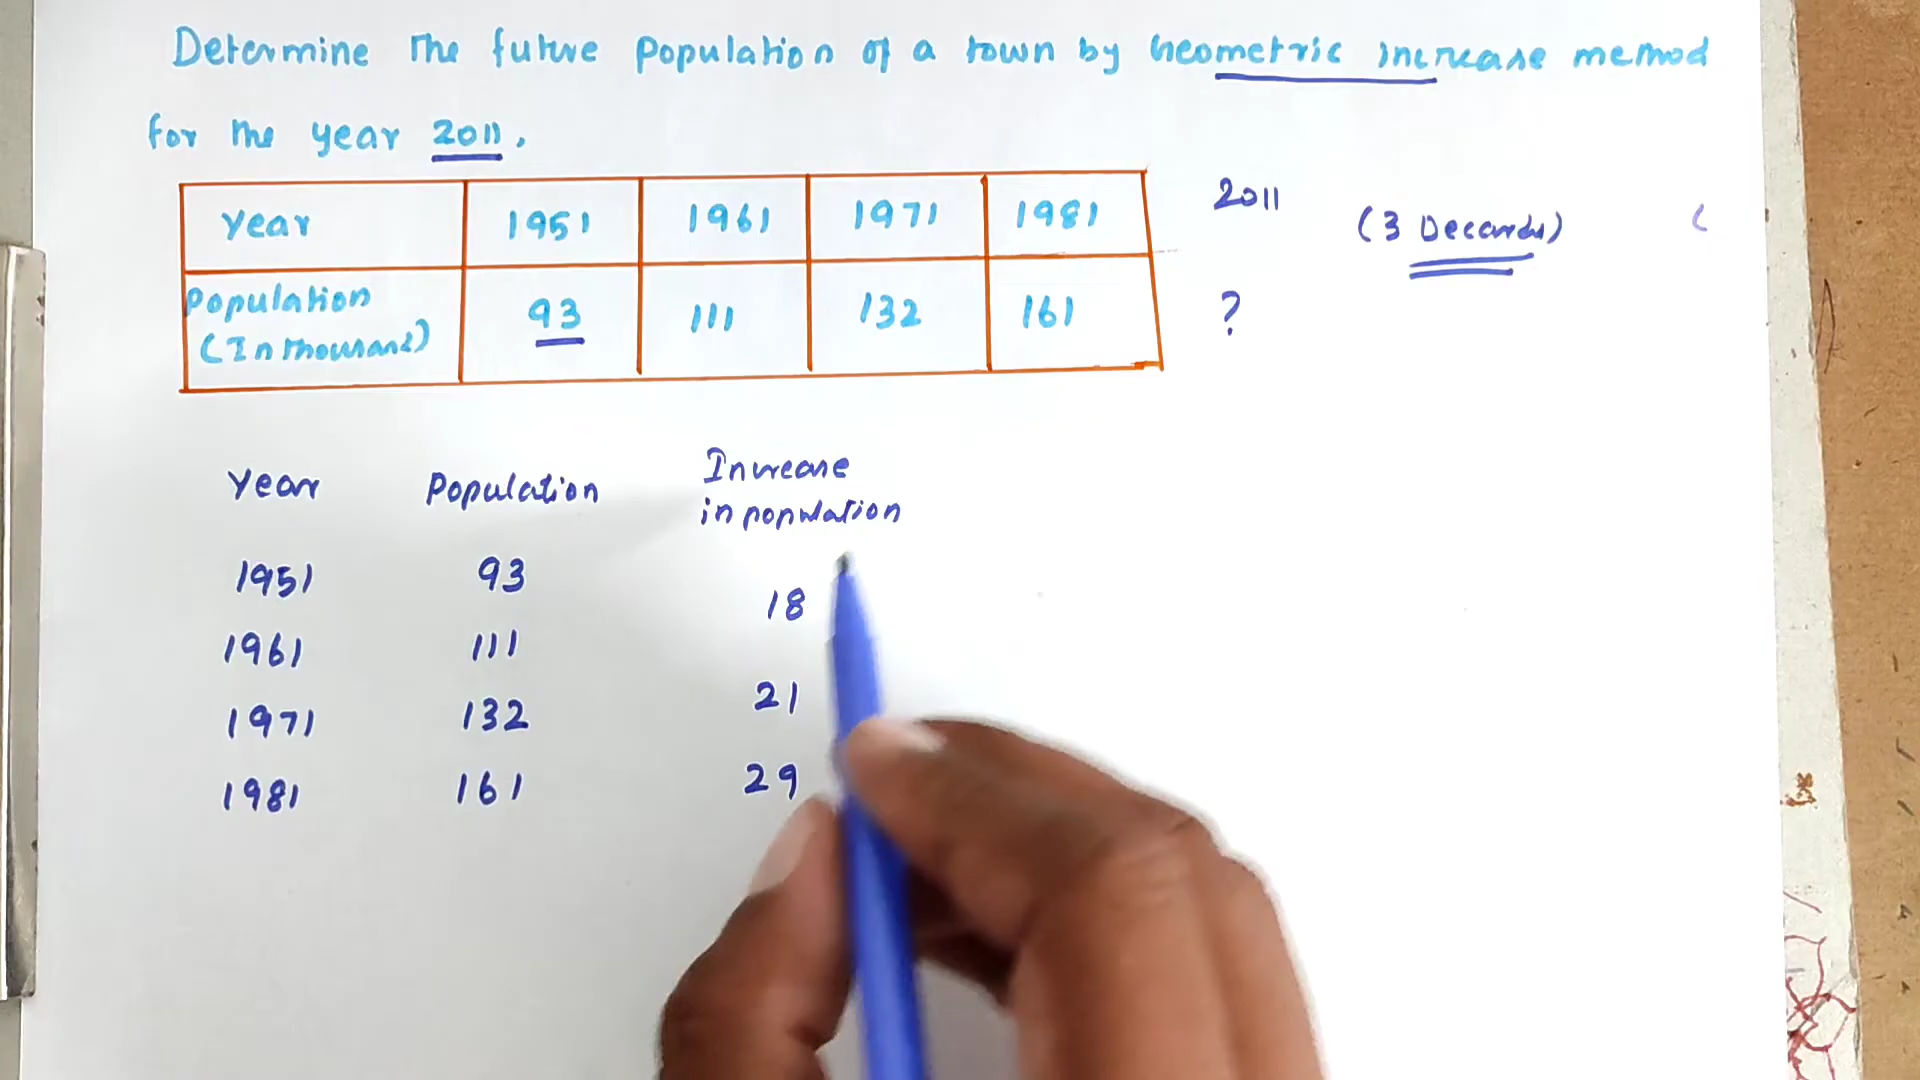 Determine The future Population of a town by Geometric increase method
for the year 2011.
Year 1951 1961 1971 1981 2011
(3 Decards) (
Population
(In thousand) 93 111 132 161 ?
Year Population Increase
in population
1951 93
18
1961 111
21
1971 132
29
1981 161